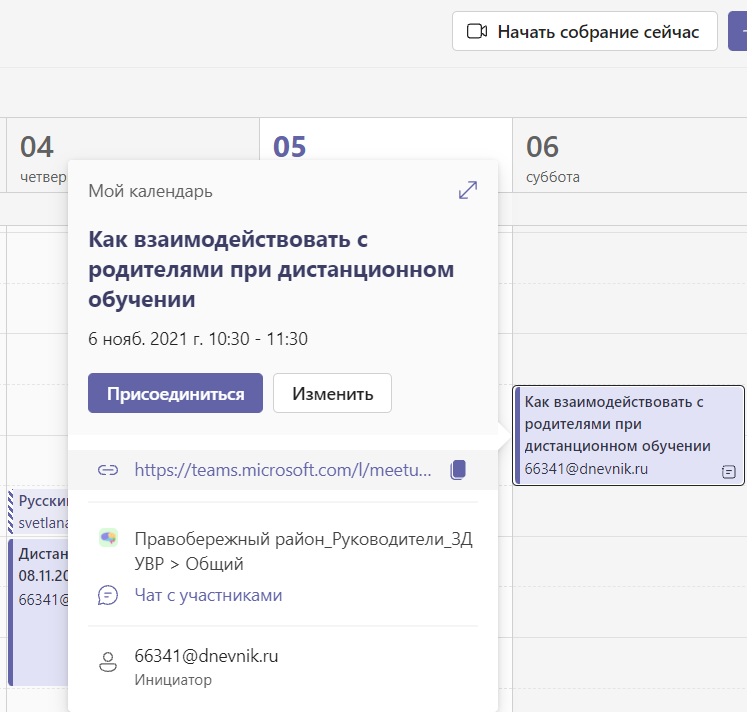 Начать собрание сейчас
04
четвер
05
06
суббота
Мой календарь
Как взаимодействовать с
родителями при дистанционном
обучении
6 нояб. 2021 г. 10:30 - 11:30
Присоединиться
Изменить
https://teams.microsoft.com/l/meetu...
Правобережный район_Руководители_ЗД
УВР > Общий
Чат с участниками
66341@dnevnik.ru
Инициатор
Русски
svetlana
Дистан
08.11.20
66341@
Как взаимодействовать с
родителями при
дистанционном обучении
66341@dnevnik.ru